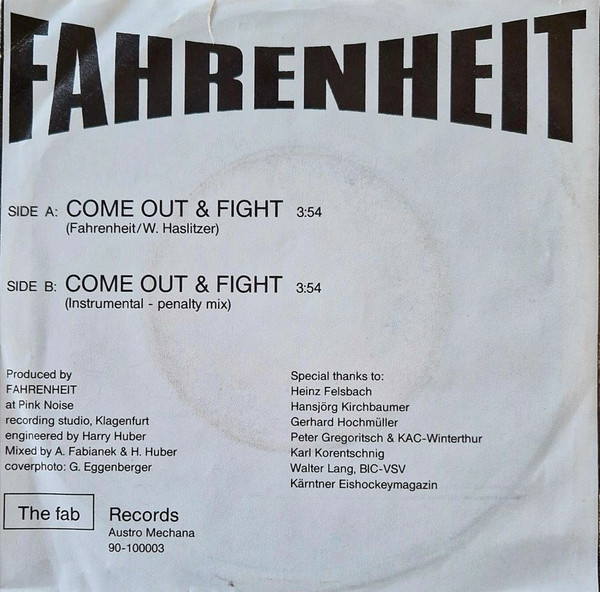 FAHRENHEIT
SIDE A: COME OUT & FIGHT 3:54
(Fahrenheit/W. Haslitzer)
SIDE B: COME OUT & FIGHT 3:54
(Instrumental - penalty mix)
Produced by
FAHRENHEIT
at Pink Noise
recording studio, Klagenfurt
engineered by Harry Huber
Mixed by A. Fabianek & H. Huber
coverphoto: G. Eggenberger
Special thanks to:
Heinz Felsbach
Hansjörg Kirchbaumer
Gerhard Hochmüller
Peter Gregoritsch & KAC-Winterthur
Karl Korentschnig
Walter Lang, BIC-VSV
Kärntner Eishockeymagazin
The fab Records
Austro Mechana
90-100003